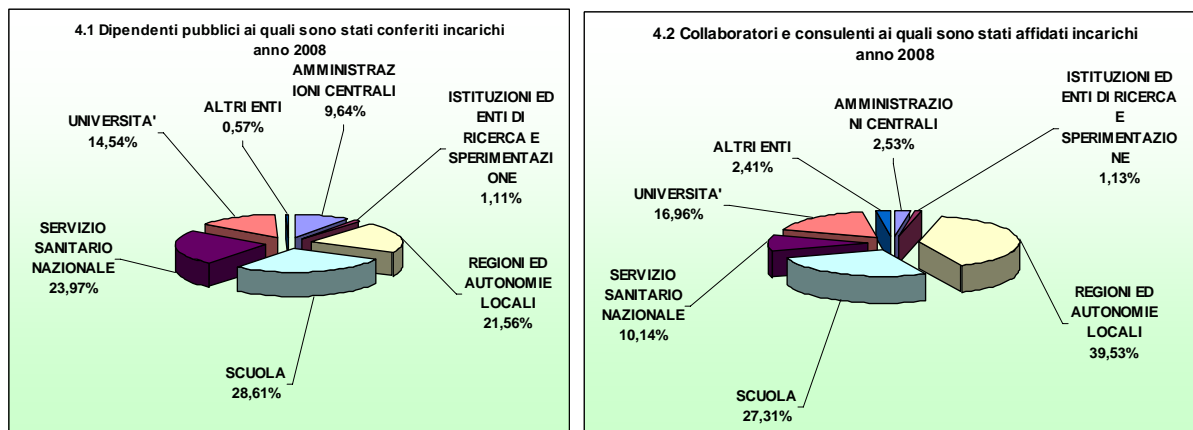 4.1 Dipendenti pubblici ai quali sono stati conferiti incarichi
anno 2008
AMMINISTRAZ
IONI CENTRALI
9,64%
ISTITUZIONI ED
ENTI DI
RICERCA E
SPERIMENTAZI
ONE
1,11%
REGIONI ED
AUTONOMIE
LOCALI
21,56%
SCUOLA
28,61%
SERVIZIO
SANITARIO
NAZIONALE
23,97%
UNIVERSITA'
14,54%
ALTRI ENTI
0,57%
4.2 Collaboratori e consulenti ai quali sono stati affidati incarichi
anno 2008
AMMINISTRAZIO
NI CENTRALI
2,53%
ISTITUZIONI ED
ENTI DI RICERCA
E
SPERIMENTAZIO
NE
1,13%
REGIONI ED
AUTONOMIE
LOCALI
39,53%
SCUOLA
27,31%
SERVIZIO
SANITARIO
NAZIONALE
10,14%
UNIVERSITA'
16,96%
ALTRI ENTI
2,41%